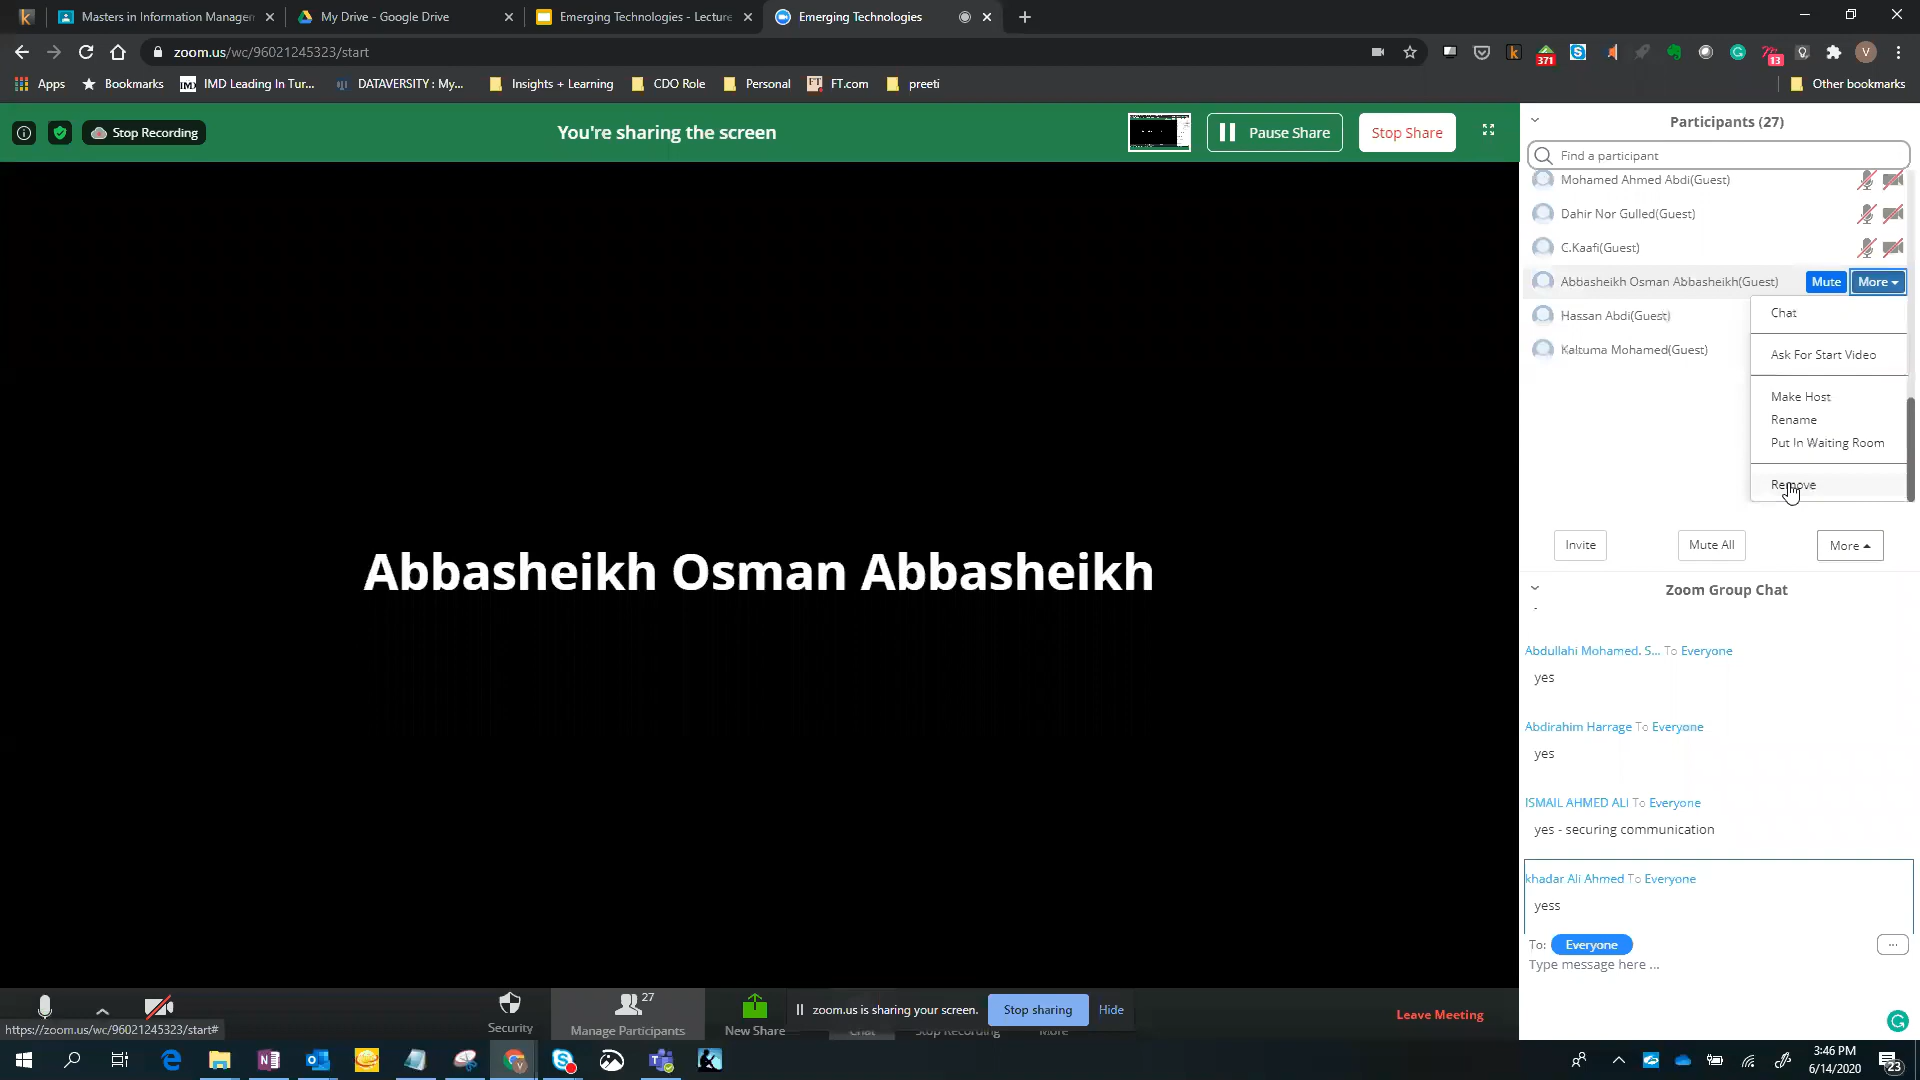 Masters in Information Managem
My Drive - Google Drive
Emerging Technologies - Lecture
Emerging Technologies
zoom.us/wc/96021245323/start
371
13
V
Apps
Bookmarks
IMD Leading In Tur...
DATAVERSITY : My...
Insights + Learning
CDO Role
Personal
FT.com
preeti
Other bookmarks
Stop Recording
You're sharing the screen
Pause Share
Stop Share
Participants (27)
Find a participant
Mohamed Ahmed Abdi(Guest)
Dahir Nor Gulled(Guest)
C.Kaafi(Guest)
Abbasheikh Osman Abbasheikh(Guest)
Mute
More
Hassan Abdi(Guest)
Kaltuma Mohamed(Guest)
Chat
Ask For Start Video
Make Host
Rename
Put In Waiting Room
Remove
Abbasheikh Osman Abbasheikh
Invite
Mute All
More
Zoom Group Chat
Abdullahi Mohamed. S... To Everyone
yes
Abdirahim Harrage To Everyone
yes
ISMAIL AHMED ALI To Everyone
yes - securing communication
khadar Ali Ahmed To Everyone
yess
To: Everyone
Type message here ...
https://zoom.us/wc/96021245323/start#
Security
27
Manage Participants
New Share
Chat
Stop Recording
More
zoom.us is sharing your screen.
Stop sharing
Hide
Leave Meeting
3:46 PM
6/14/2020
23